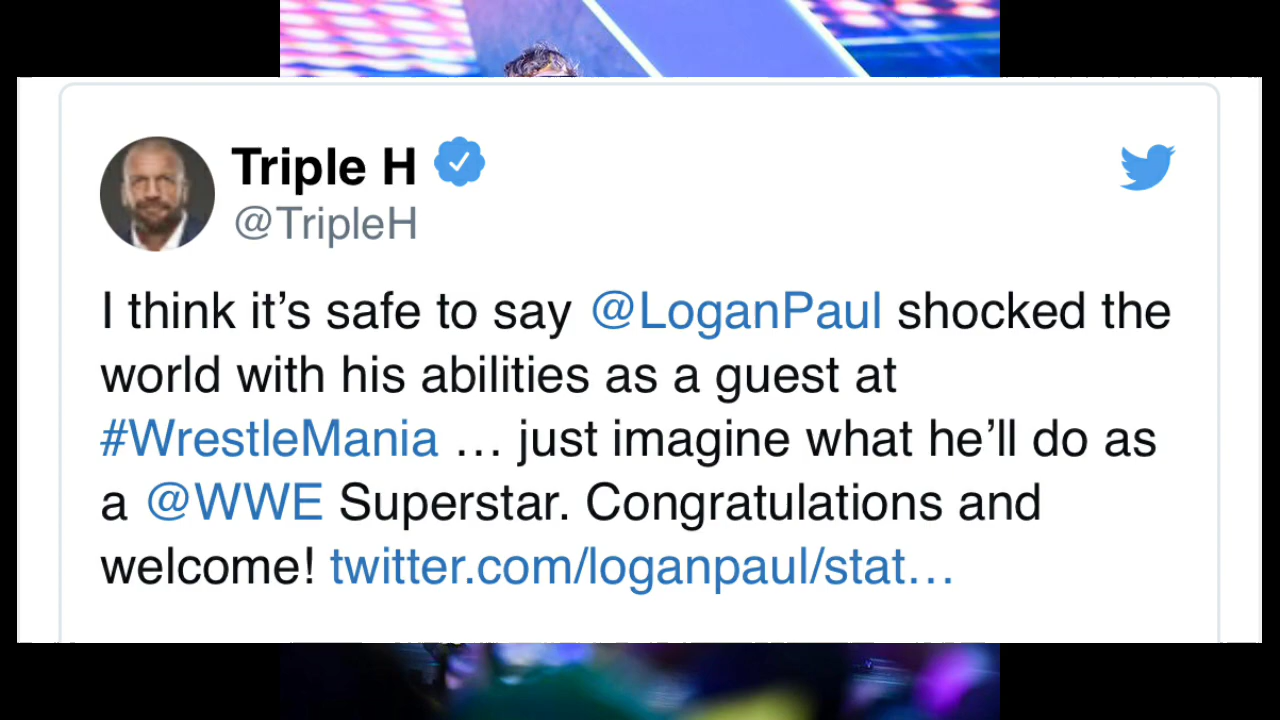 Triple H
@TripleH
I think it’s safe to say @LoganPaul shocked the
world with his abilities as a guest at
#WrestleMania … just imagine what he’ll do as
a @WWE Superstar. Congratulations and
welcome! twitter.com/loganpaul/stat…